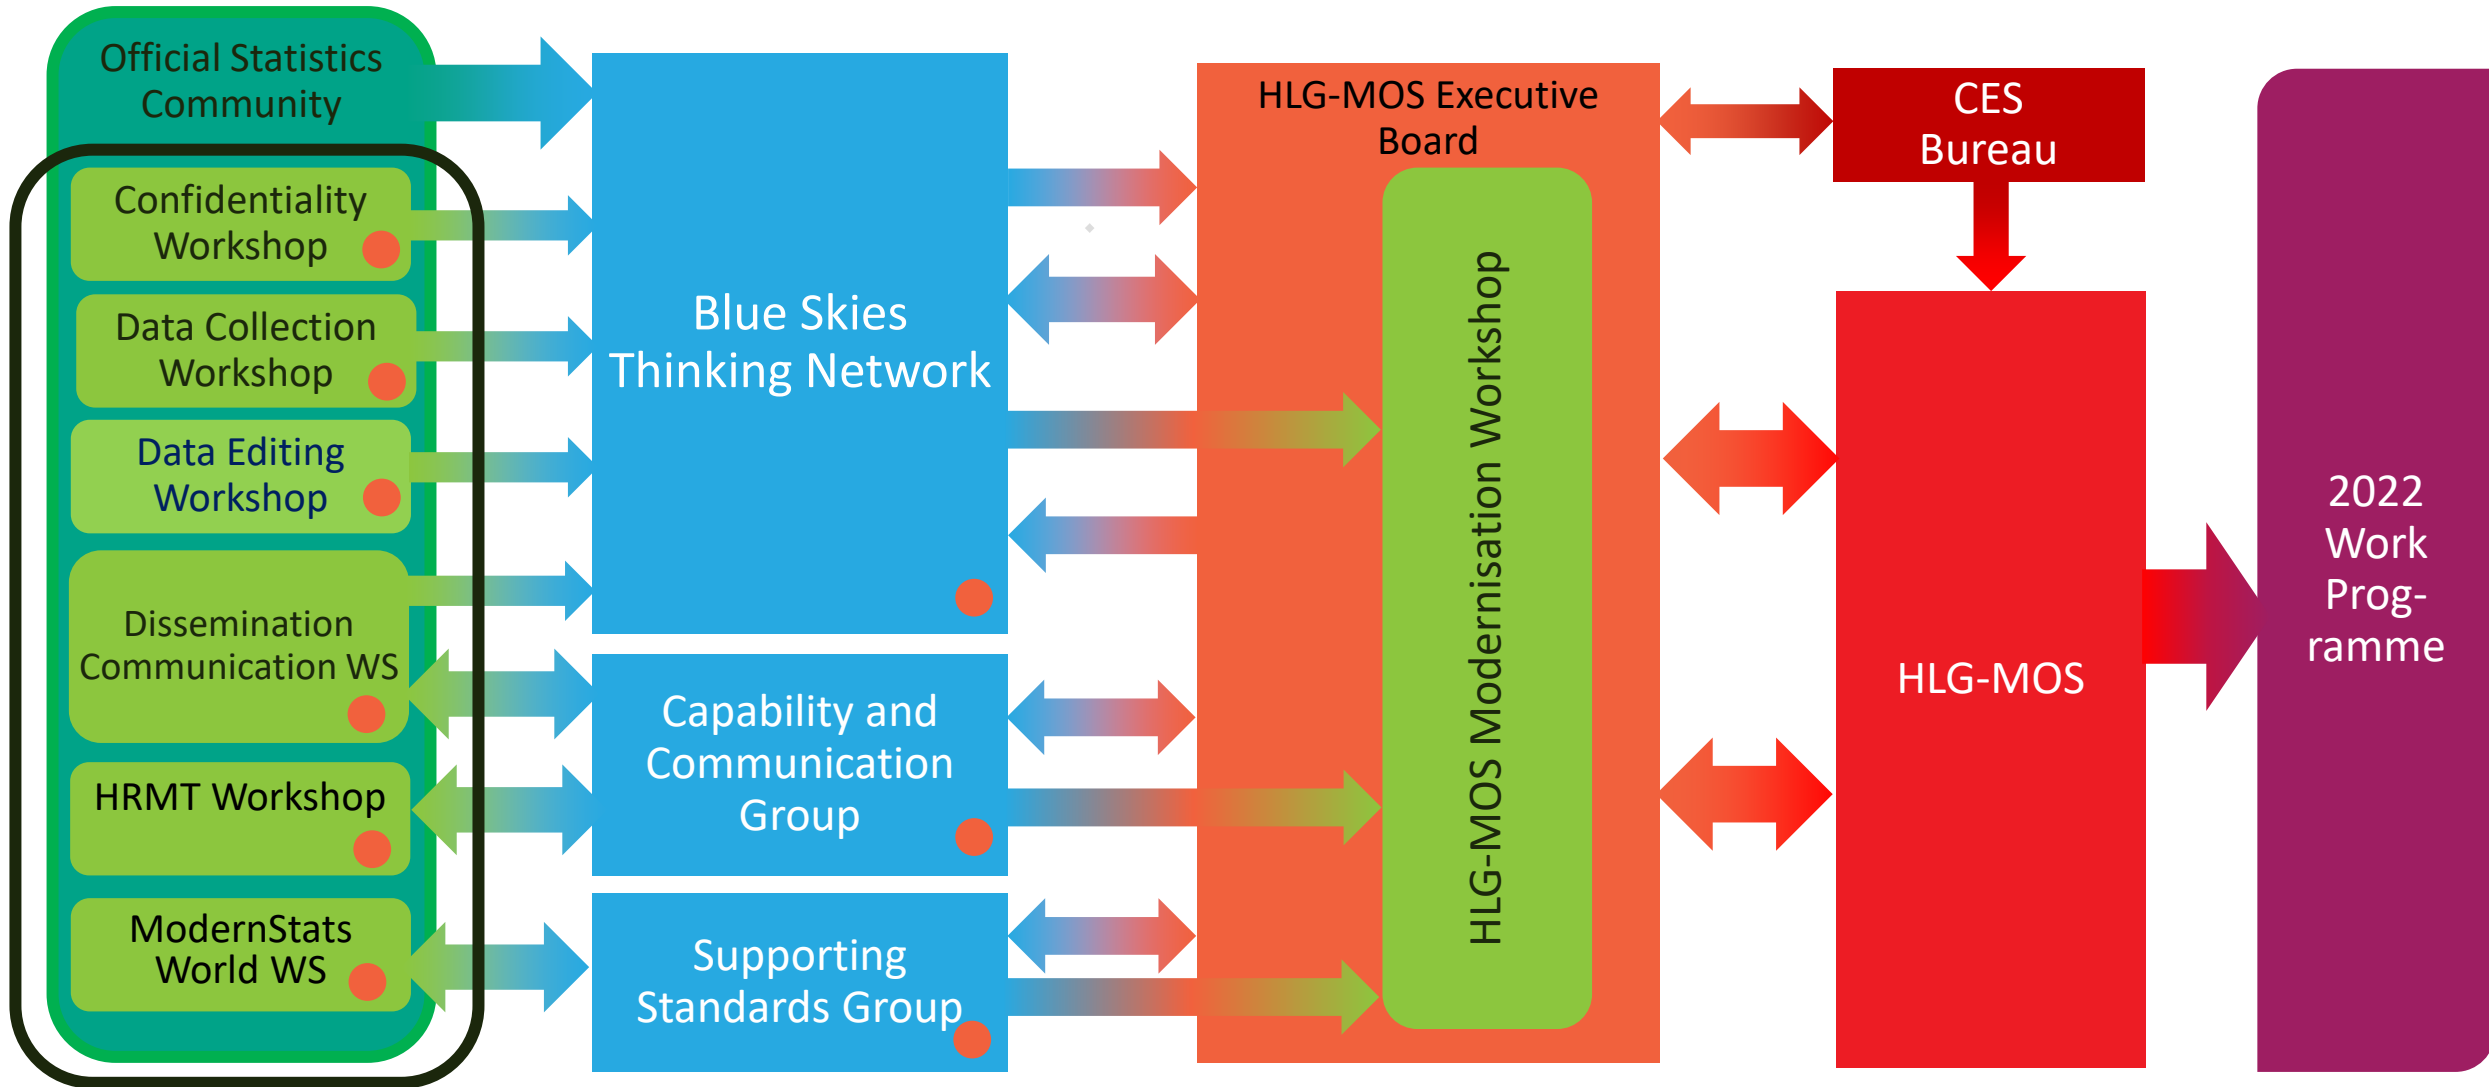 Official Statistics
Community
Confidentiality
Workshop
Data Collection
Workshop
Data Editing
Workshop
Dissemination
Communication WS
HRMT Workshop
ModernStats
World WS
Blue Skies
Thinking Network
Capability and
Communication
Group
Supporting
Standards Group
HLG-MOS Executive
Board
HLG-MOS Modernisation Workshop
CES
Bureau
HLG-MOS
2022
Work
Prog-
ramme